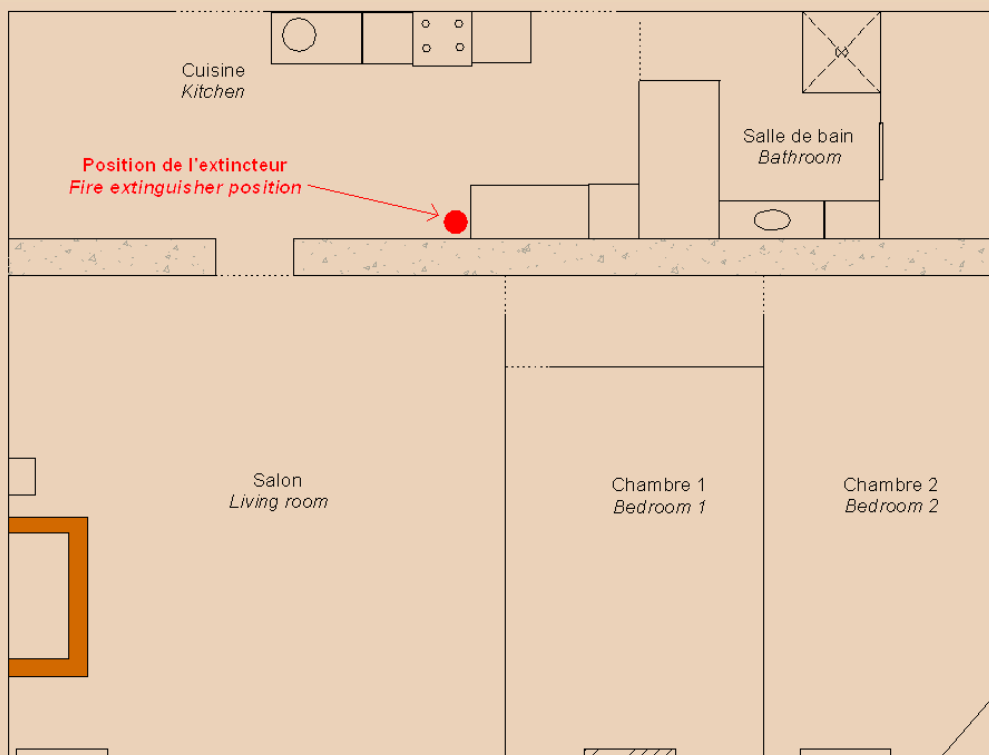 Cuisine
Kitchen
Salle de bain
Bathroom
Position de l'extincteur
Fire extinguisher position
Salon
Living room
Chambre 1
Bedroom 1
Chambre 2
Bedroom 2